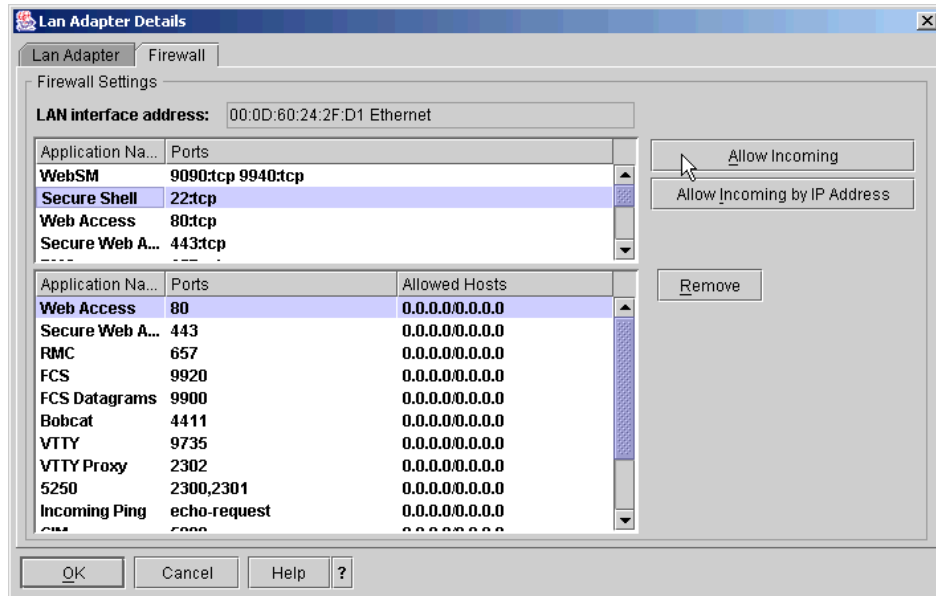 Lan Adapter Details
Lan Adapter Firewall
Firewall Settings
LAN interface address: 00:0D:60:24:2F:D1 Ethernet
Application Na... Ports
WebSM 9090:tcp 9940:tcp
Secure Shell 22:tcp
Web Access 80:tcp
Secure Web A... 443:tcp
Allow Incoming
Allow Incoming by IP Address
Application Na... Ports Allowed Hosts
Web Access 80 0.0.0.0/0.0.0.0
Secure Web A... 443 0.0.0.0/0.0.0.0
RMC 657 0.0.0.0/0.0.0.0
FCS 9920 0.0.0.0/0.0.0.0
FCS Datagrams 9900 0.0.0.0/0.0.0.0
Bobcat 4411 0.0.0.0/0.0.0.0
VTTY 9735 0.0.0.0/0.0.0.0
VTTY Proxy 2302 0.0.0.0/0.0.0.0
5250 2300,2301 0.0.0.0/0.0.0.0
Incoming Ping echo-request 0.0.0.0/0.0.0.0
Remove
OK Cancel Help ?